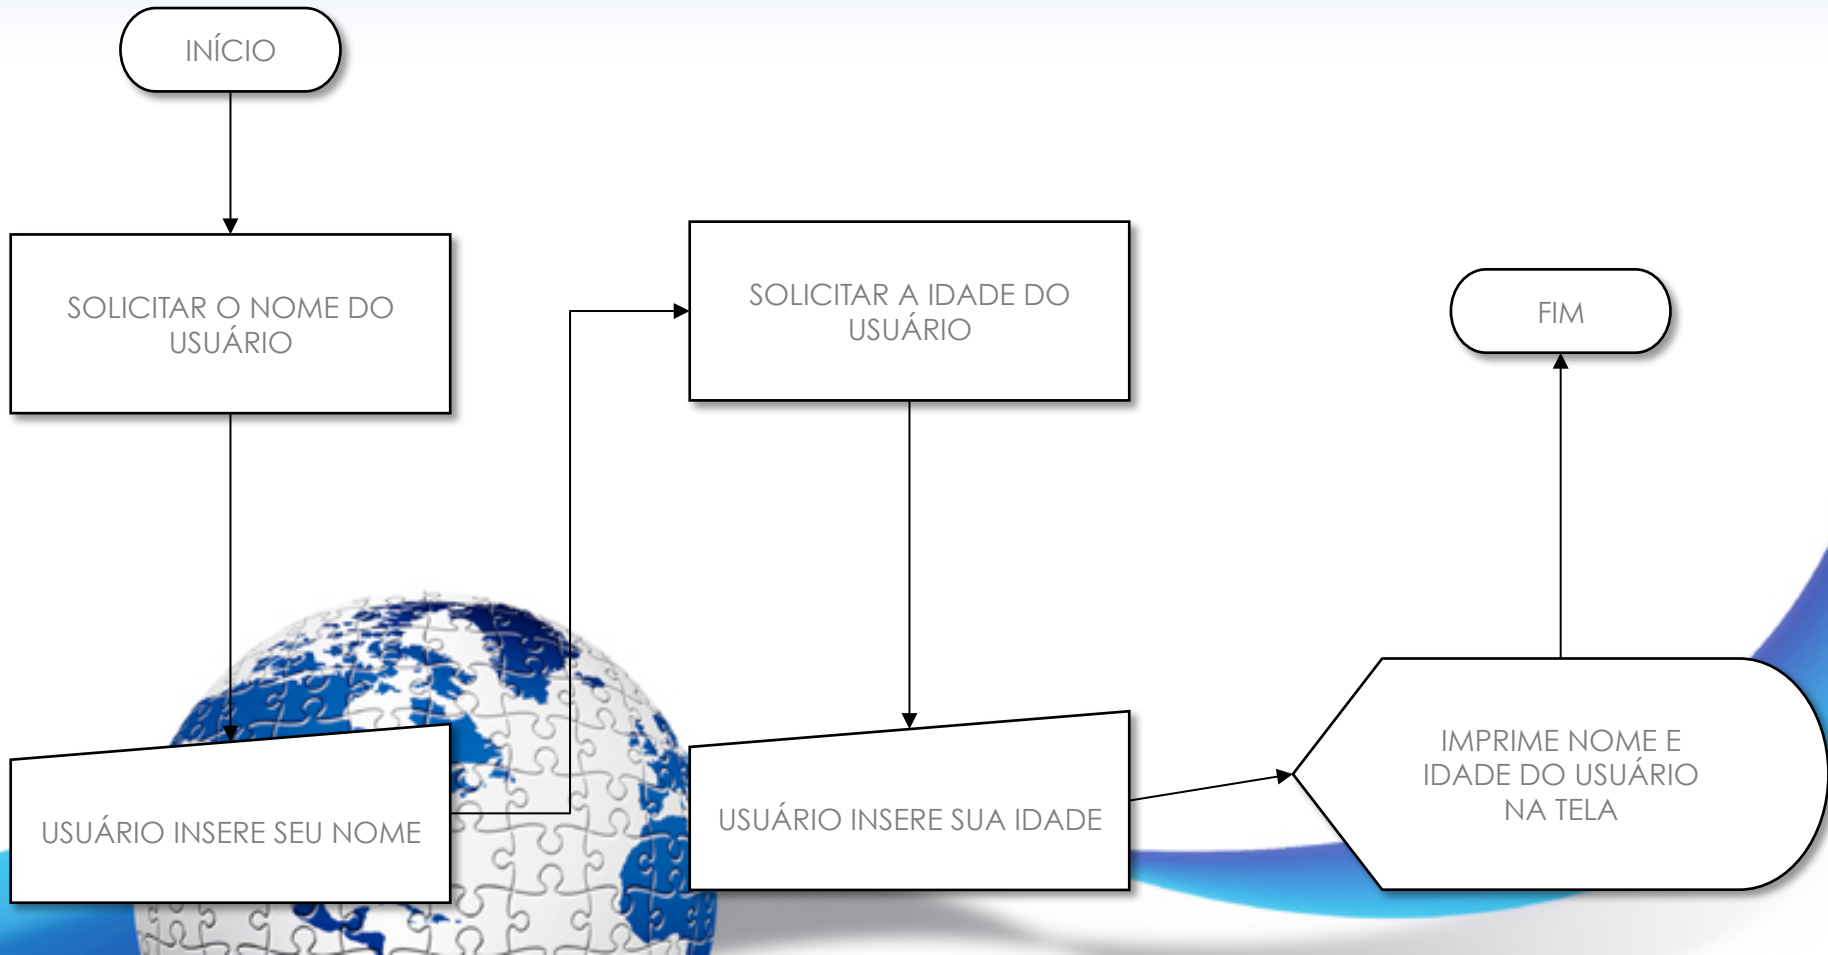 INÍCIO
SOLICITAR O NOME DO
USUÁRIO
USUÁRIO INSERE SEU NOME
SOLICITAR A IDADE DO
USUÁRIO
USUÁRIO INSERE SUA IDADE
IMPRIME NOME E
IDADE DO USUÁRIO
NA TELA
FIM